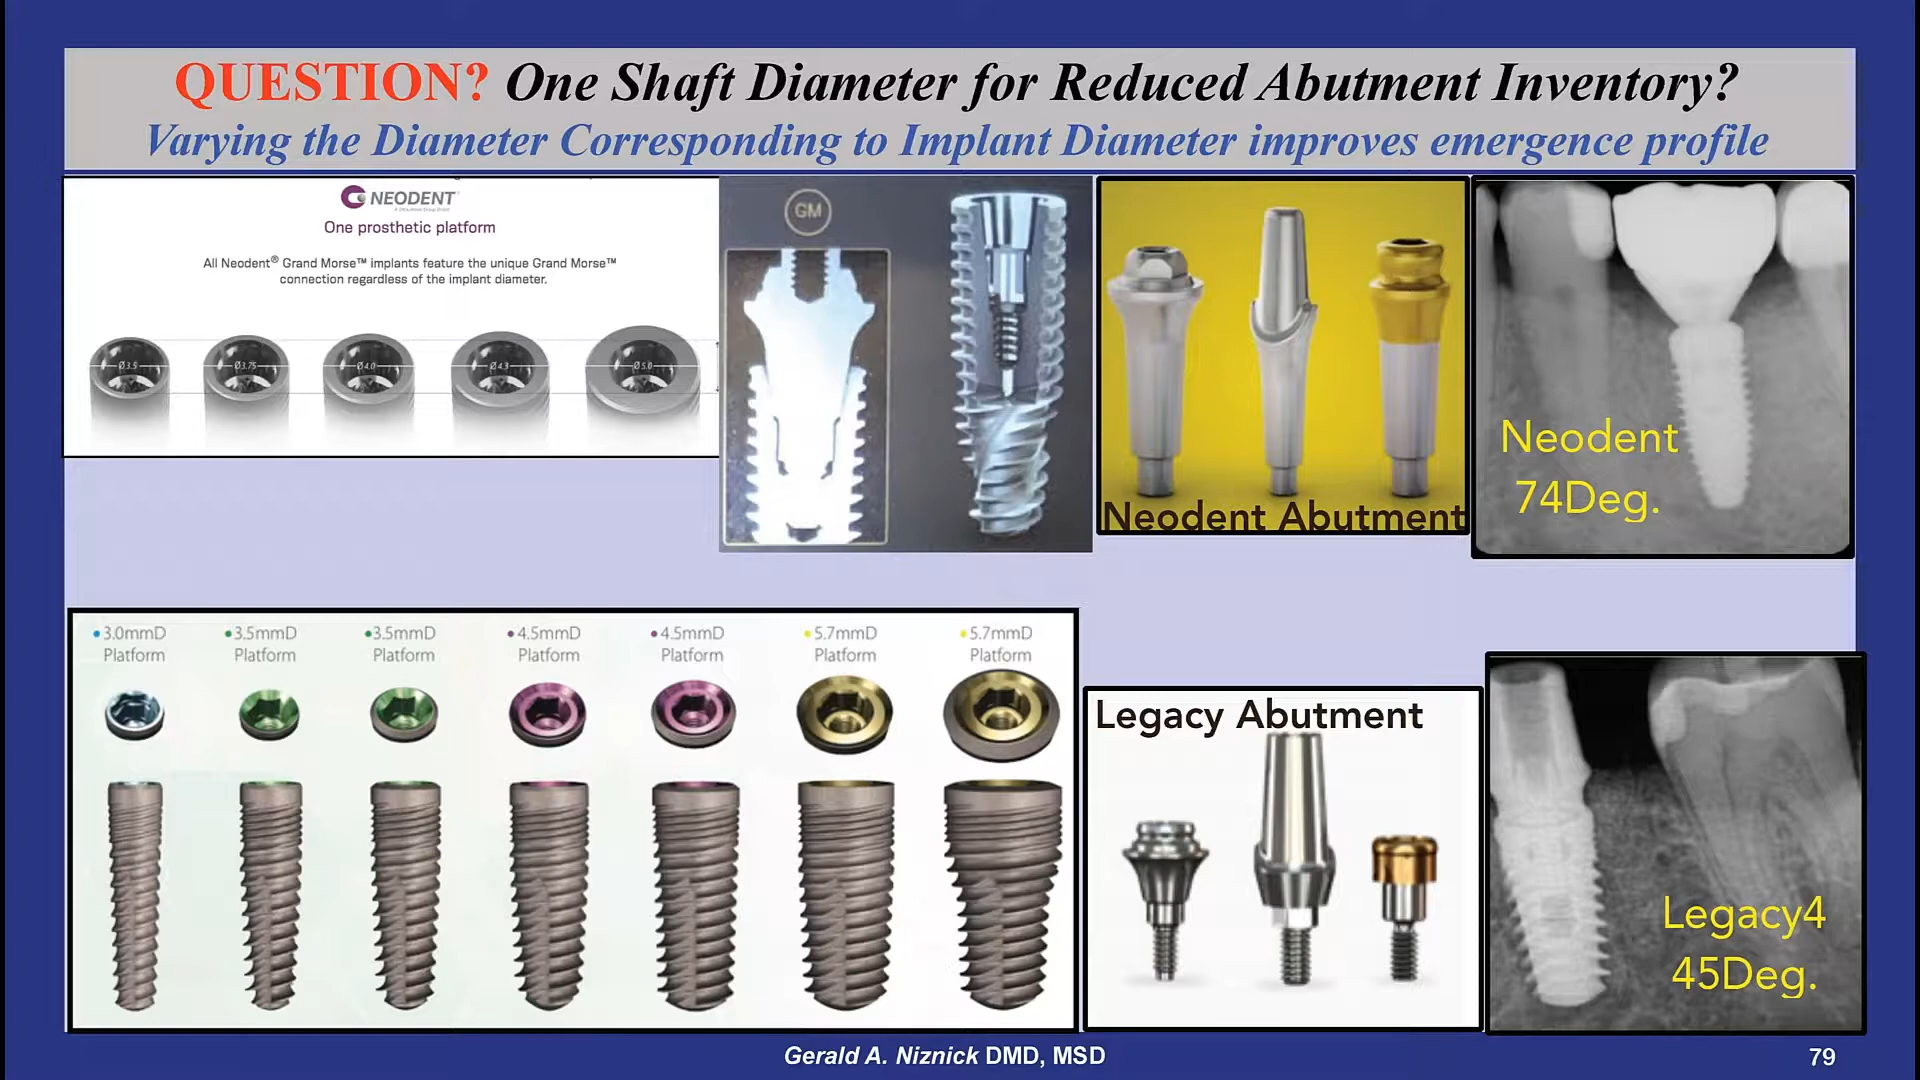 QUESTION? One Shaft Diameter for Reduced Abutment Inventory?
Varying the Diameter Corresponding to Implant Diameter improves emergence profile
NEODENT®
One prosthetic platform
All Neodent® Grand Morse™ implants feature the unique Grand Morse™
connection regardless of the implant diameter.
Ø3.5
Ø3.75
Ø4.0
Ø4.3
Ø5.0
GM
Neodent Abutment
Neodent
74Deg.
•3.0mmD
Platform
•3.5mmD
Platform
•3.5mmD
Platform
•4.5mmD
Platform
•4.5mmD
Platform
•5.7mmD
Platform
•5.7mmD
Platform
Legacy Abutment
Legacy4
45Deg.
Gerald A. Niznick DMD, MSD
79